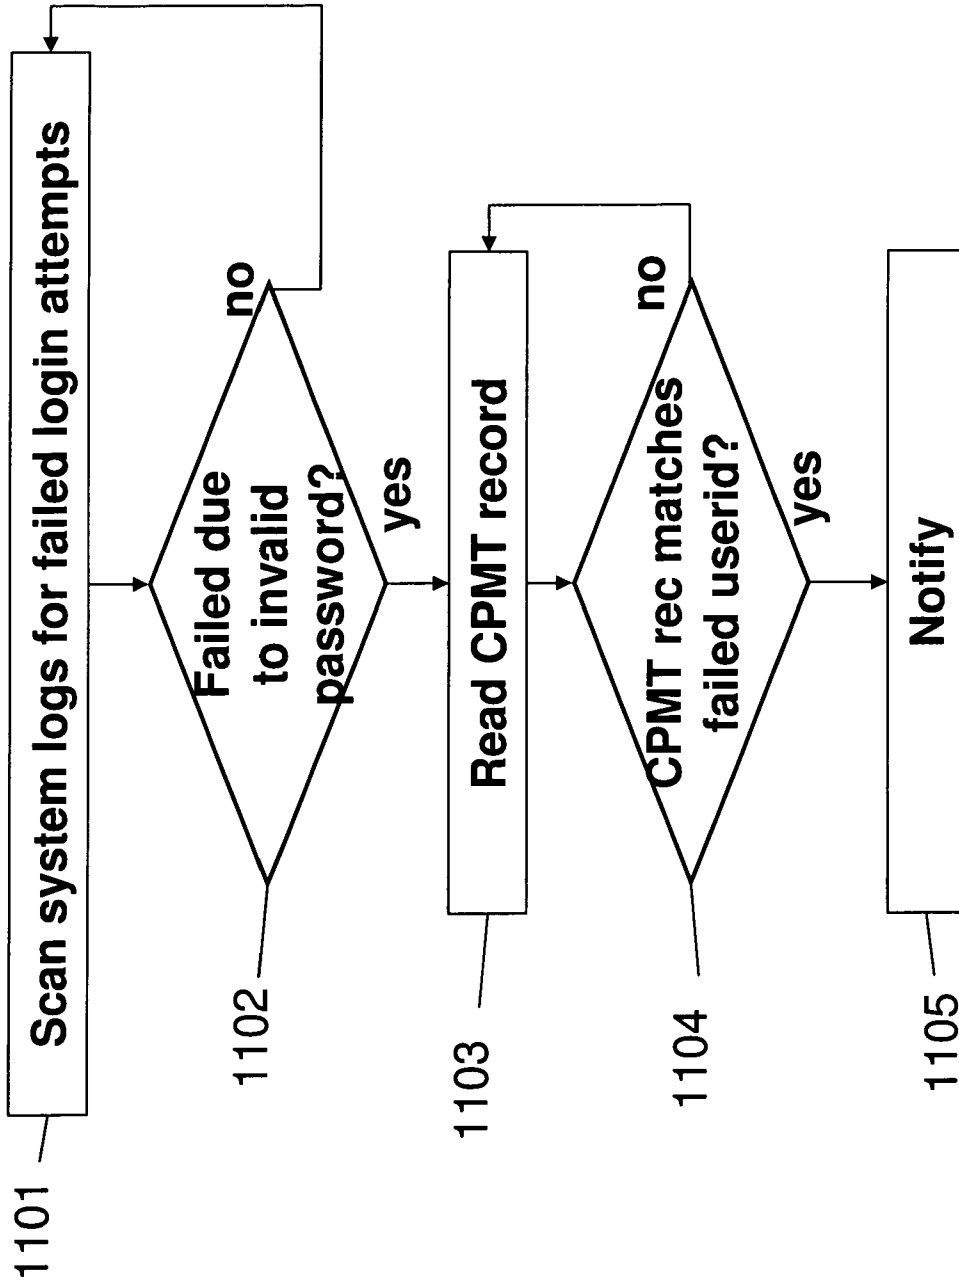 1101
Scan system logs for failed login attempts
1102
Failed due
to invalid
password?
no
yes
1103
Read CPMT record
1104
CPMT rec matches
failed userid?
no
yes
1105
Notify